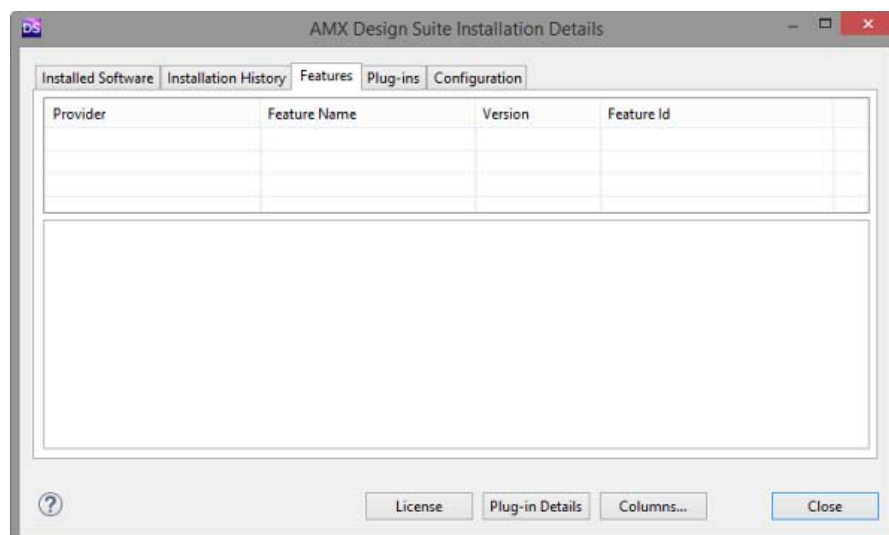 DS AMX Design Suite Installation Details
Installed Software Installation History Features Plug-ins Configuration
Provider Feature Name Version Feature Id
? License Plug-in Details Columns... Close